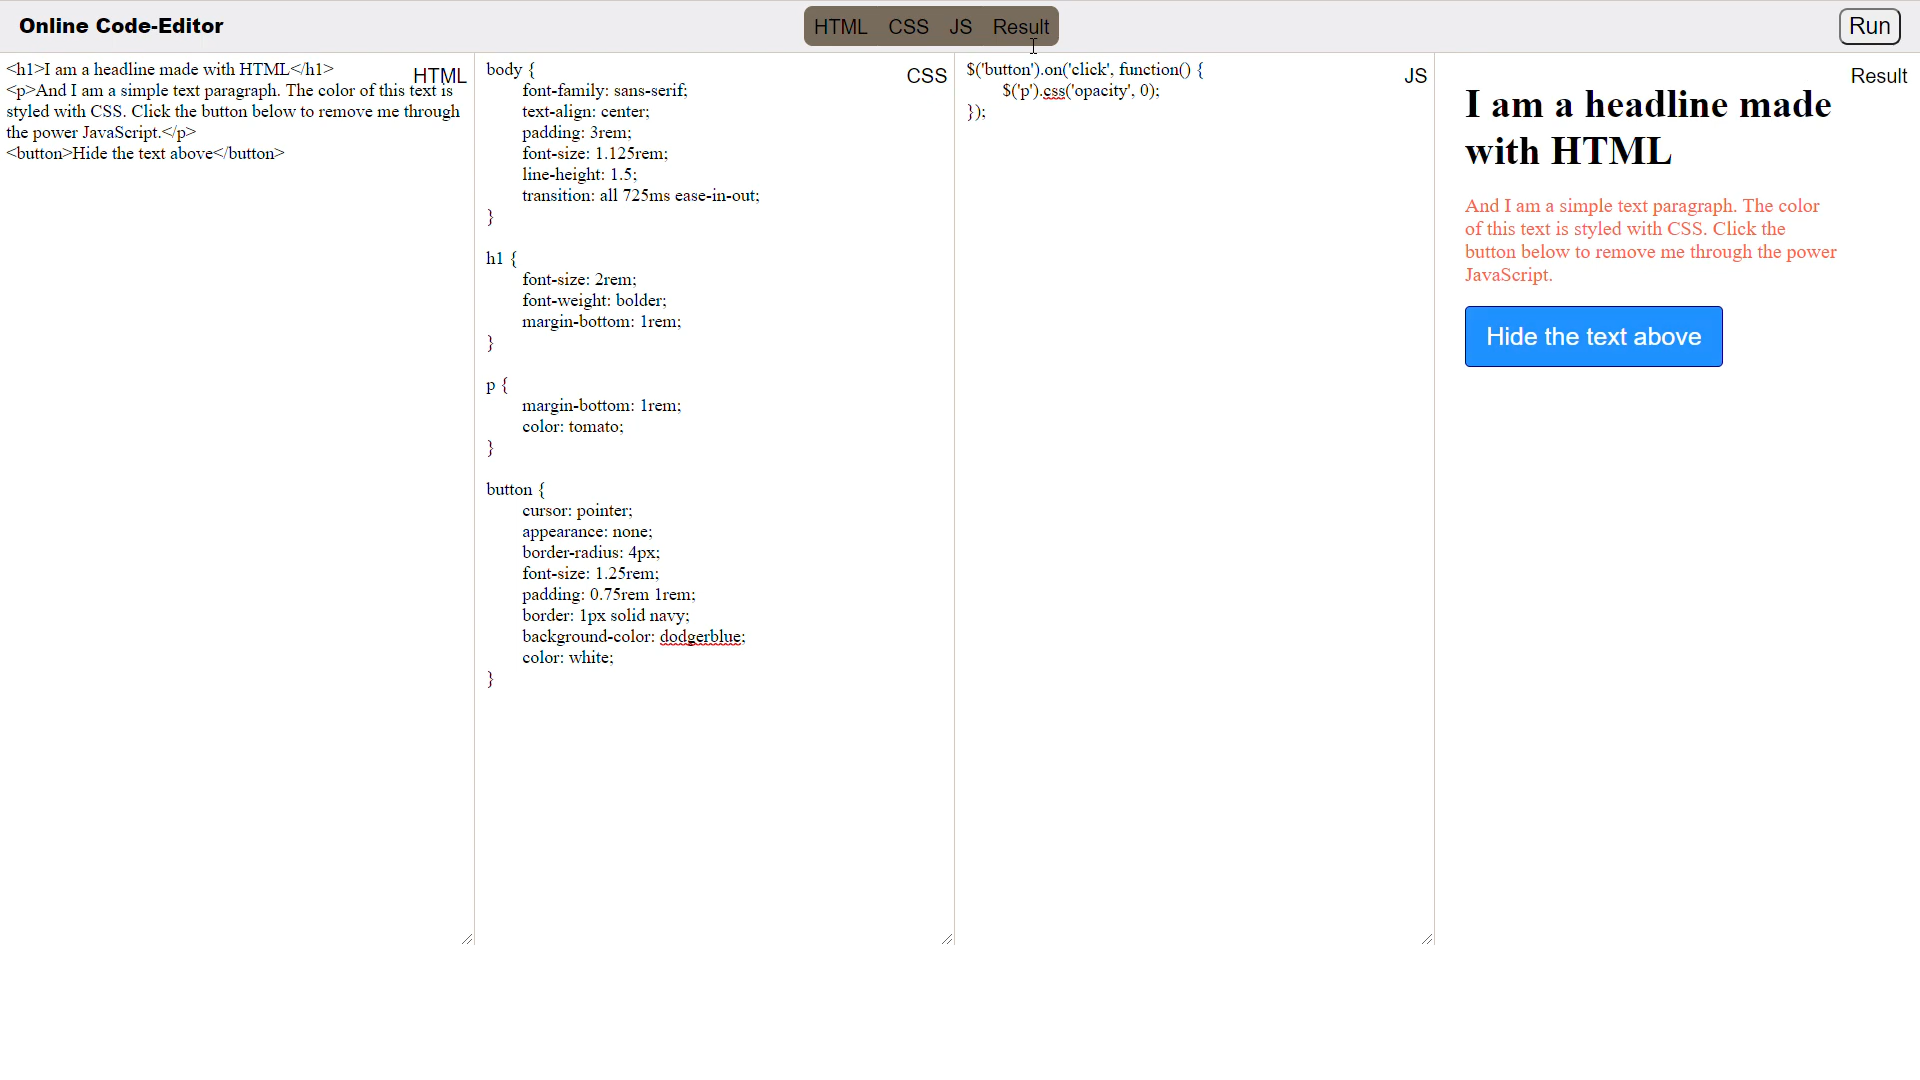 Online Code-Editor
HTML CSS JS Result
Run
HTML
<h1>I am a headline made with HTML</h1>
<p>And I am a simple text paragraph. The color of this text is
styled with CSS. Click the button below to remove me through
the power JavaScript.</p>
<button>Hide the text above</button>
CSS
body {
font-family: sans-serif;
text-align: center;
padding: 3rem;
font-size: 1.125rem;
line-height: 1.5;
transition: all 725ms ease-in-out;
}
h1 {
font-size: 2rem;
font-weight: bolder;
margin-bottom: 1rem;
}
p {
margin-bottom: 1rem;
color: tomato;
}
button {
cursor: pointer;
appearance: none;
border-radius: 4px;
font-size: 1.25rem;
padding: 0.75rem 1rem;
border: 1px solid navy;
background-color: dodgerblue;
color: white;
}
JS
$('button').on('click', function() {
$('p').css('opacity', 0);
});
Result
I am a headline made
with HTML
And I am a simple text paragraph. The color
of this text is styled with CSS. Click the
button below to remove me through the power
JavaScript.
Hide the text above